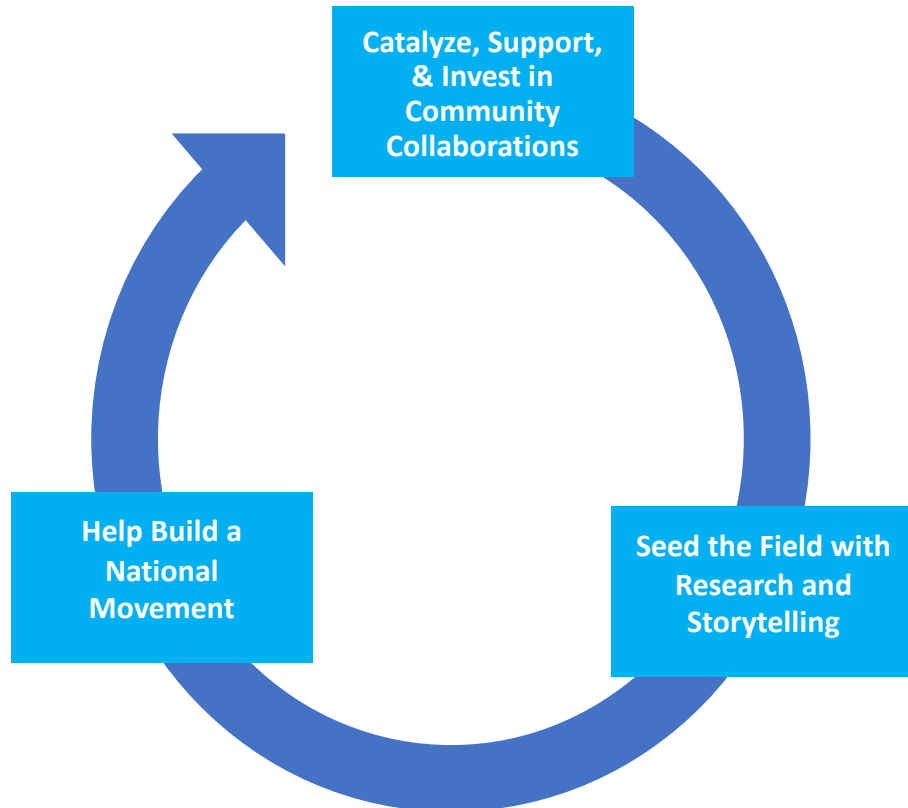 Catalyze, Support,
& Invest in
Community
Collaborations
Help Build a
National
Movement
Seed the Field with
Research and
Storytelling